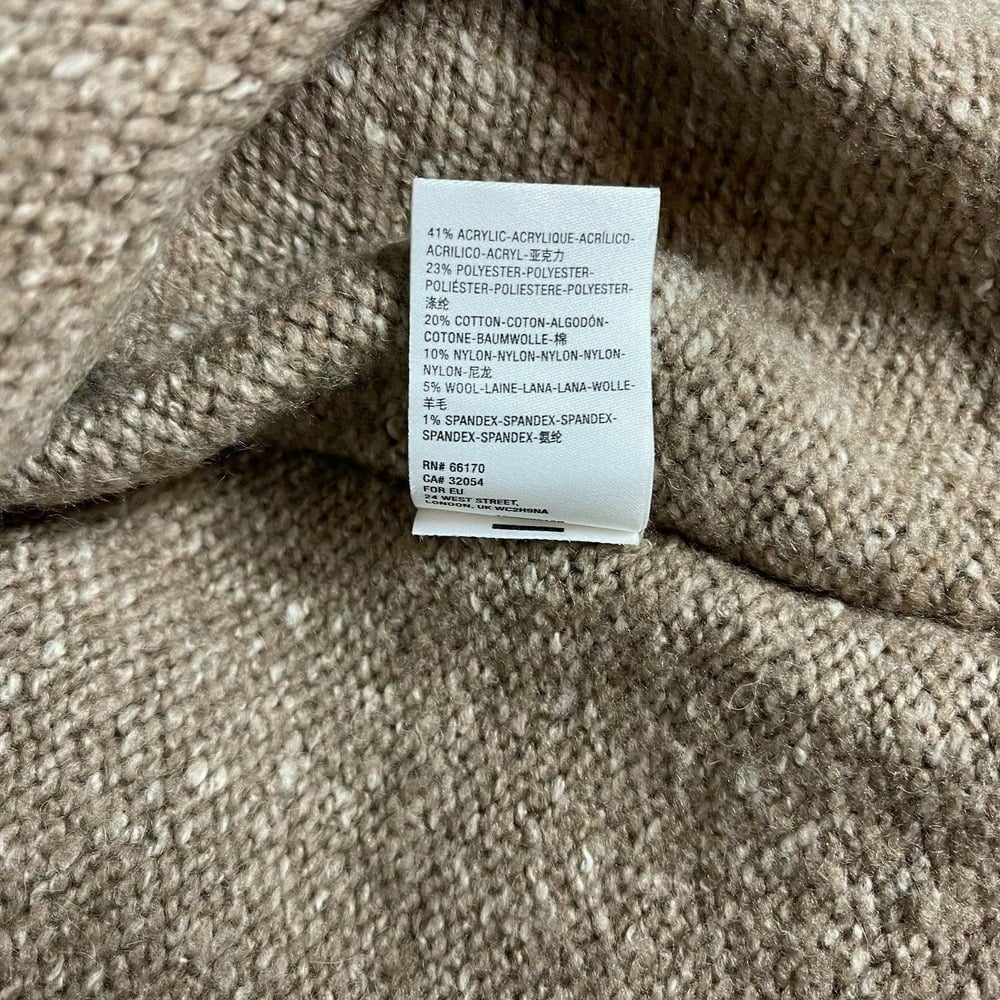 41% ACRYLIC-ACRYLIQUE-ACRÍLICO-
ACRILICO-ACRYL-亚克力
23% POLYESTER-POLYESTER-
POLIÉSTER-POLIESTERE-POLYESTER-
涤纶
20% COTTON-COTON-ALGODÓN-
COTONE-BAUMWOLLE-棉
10% NYLON-NYLON-NYLON-NYLON-
NYLON-尼龙
5% WOOL-LAINE-LANA-LANA-WOLLE-
羊毛
1% SPANDEX-SPANDEX-SPANDEX-
SPANDEX-SPANDEX-氨纶
RN# 66170
CA# 32054
FOR EU
24 WEST STREET,
LONDON, UK WC2H9NA